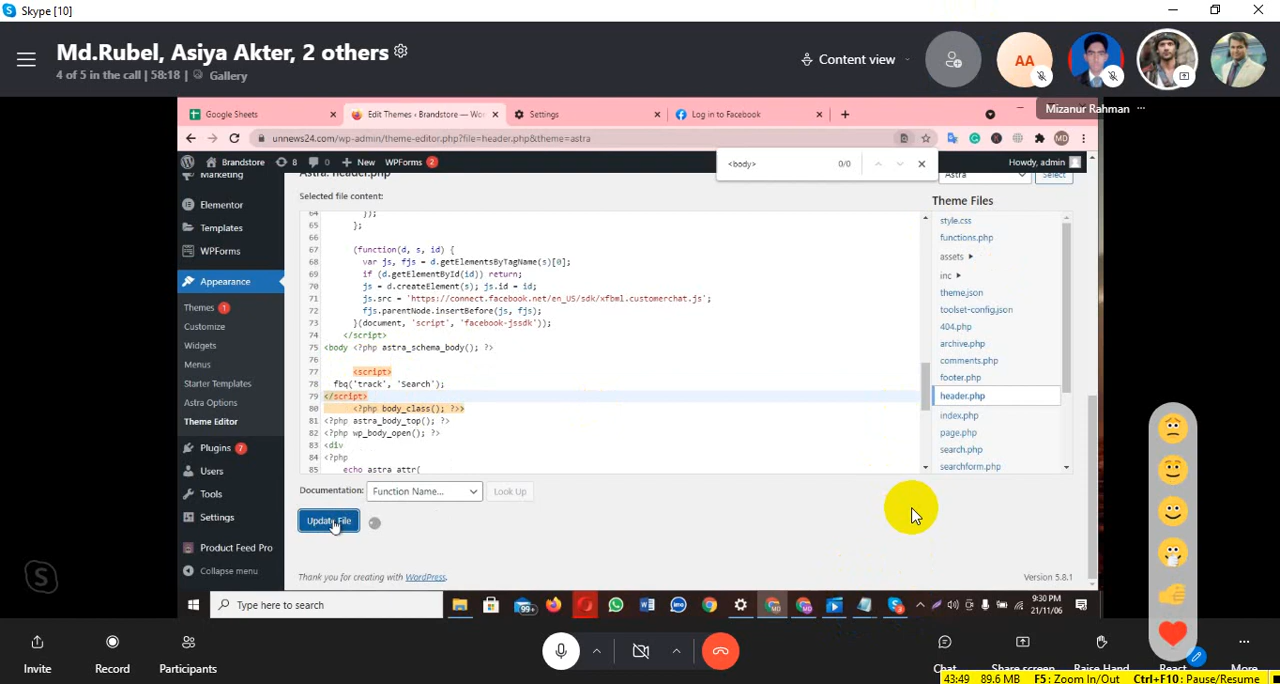 Skype [10]
Md.Rubel, Asiya Akter, 2 others
4 of 5 in the call | 58:18 | Gallery
Content view
AA
Mizanur Rahman
Google Sheets
Edit Themes ‹ Brandstore — Wo
Settings
Log in to Facebook
unnews24.com/wp-admin/theme-editor.php?file=header.php&theme=astra
MD
Brandstore
8
0
New
WPForms 2
<body>
0/0
Howdy, admin
Marketing
Elementor
Templates
WPForms
Appearance
Themes 1
Customize
Widgets
Menus
Starter Templates
Astra Options
Theme Editor
Plugins 7
Users
Tools
Settings
Product Feed Pro
Collapse menu
Astra: header.php
Selected file content:
Astra
Select
64 });
65 };
66
67 (function(d, s, id) {
68 var js, fjs = d.getElementsByTagName(s)[0];
69 if (d.getElementById(id)) return;
70 js = d.createElement(s); js.id = id;
71 js.src = 'https://connect.facebook.net/en_US/sdk/xfbml.customerchat.js';
72 fjs.parentNode.insertBefore(js, fjs);
73 }(document, 'script', 'facebook-jssdk'));
74 </script>
75 <body <?php astra_schema_body(); ?>
76
77 <script>
78 fbq('track', 'Search');
79 </script>
80 <?php body_class(); ?>>
81 <?php astra_body_top(); ?>
82 <?php wp_body_open(); ?>
83 <div
84 <?php
85 echo astra_attr(
Theme Files
style.css
functions.php
assets
inc
theme.json
toolset-config.json
404.php
archive.php
comments.php
footer.php
header.php
index.php
page.php
search.php
searchform.php
Documentation:
Function Name...
Look Up
Update File
Thank you for creating with WordPress.
Version 5.8.1
Type here to search
99+
9:30 PM
21/11/06
Invite
Record
Participants
Chat
Share screen
Raise Hand
React
More
43:49 89.6 MB F5: Zoom In/Out Ctrl+F10: Pause/Resume